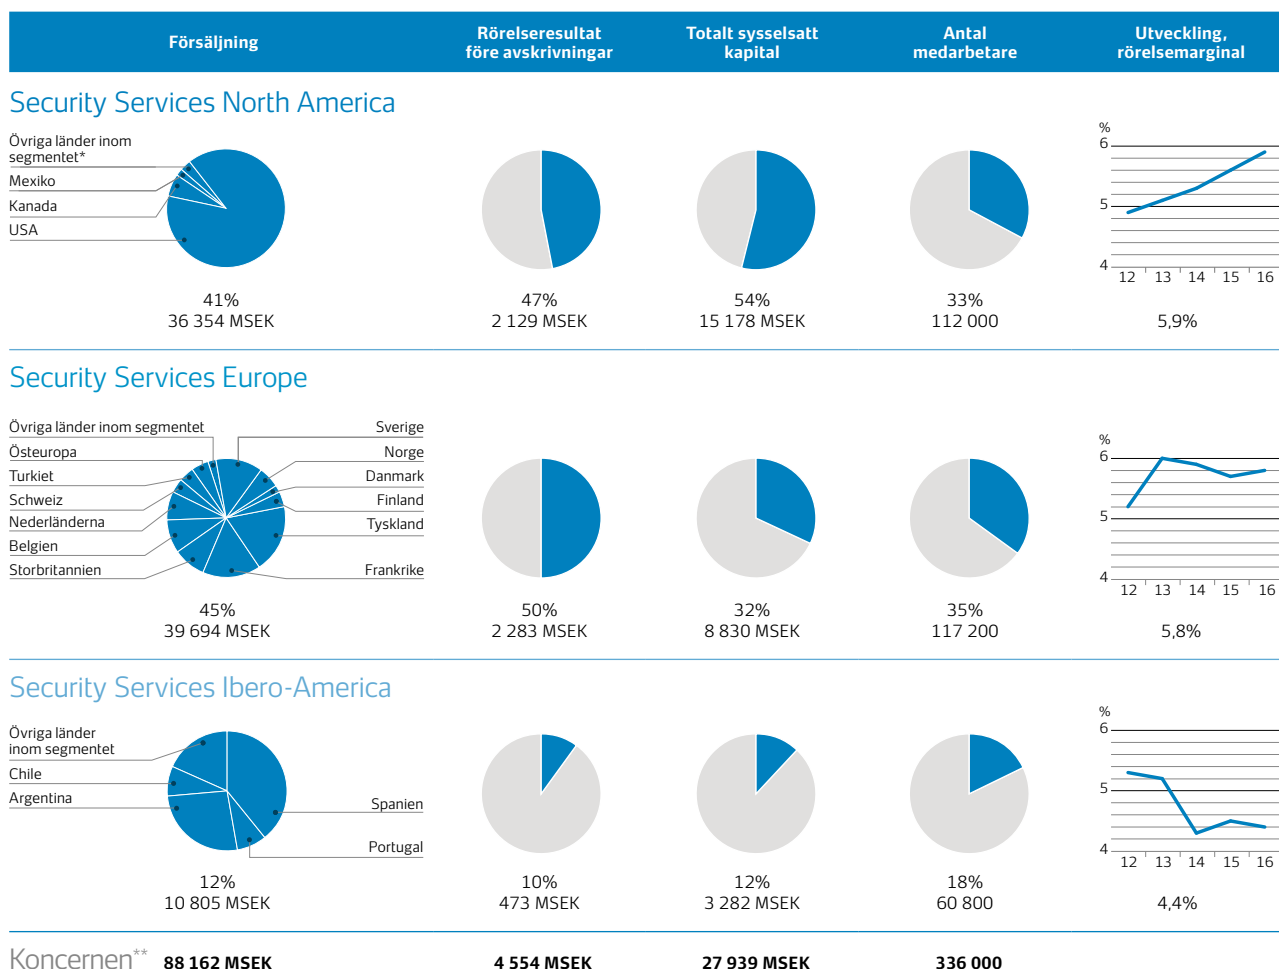 Försäljning
Rörelseresultat
före avskrivningar
Totalt sysselsatt
kapital
Antal
medarbetare
Utveckling,
rörelsemarginal
Security Services North America
Övriga länder inom
segmentet*
Mexiko
Kanada
USA
41%
36 354 MSEK
47%
2 129 MSEK
54%
15 178 MSEK
33%
112 000
%
6
5
4
12 13 14 15 16
5,9%
Security Services Europe
Övriga länder inom segmentet
Östeuropa
Turkiet
Schweiz
Nederländerna
Belgien
Storbritannien
Sverige
Norge
Danmark
Finland
Tyskland
Frankrike
45%
39 694 MSEK
50%
2 283 MSEK
32%
8 830 MSEK
35%
117 200
%
6
5
4
12 13 14 15 16
5,8%
Security Services Ibero-America
Övriga länder
inom segmentet
Chile
Argentina
Spanien
Portugal
12%
10 805 MSEK
10%
473 MSEK
12%
3 282 MSEK
18%
60 800
%
6
5
4
12 13 14 15 16
4,4%
Koncernen** 88 162 MSEK 4 554 MSEK 27 939 MSEK 336 000